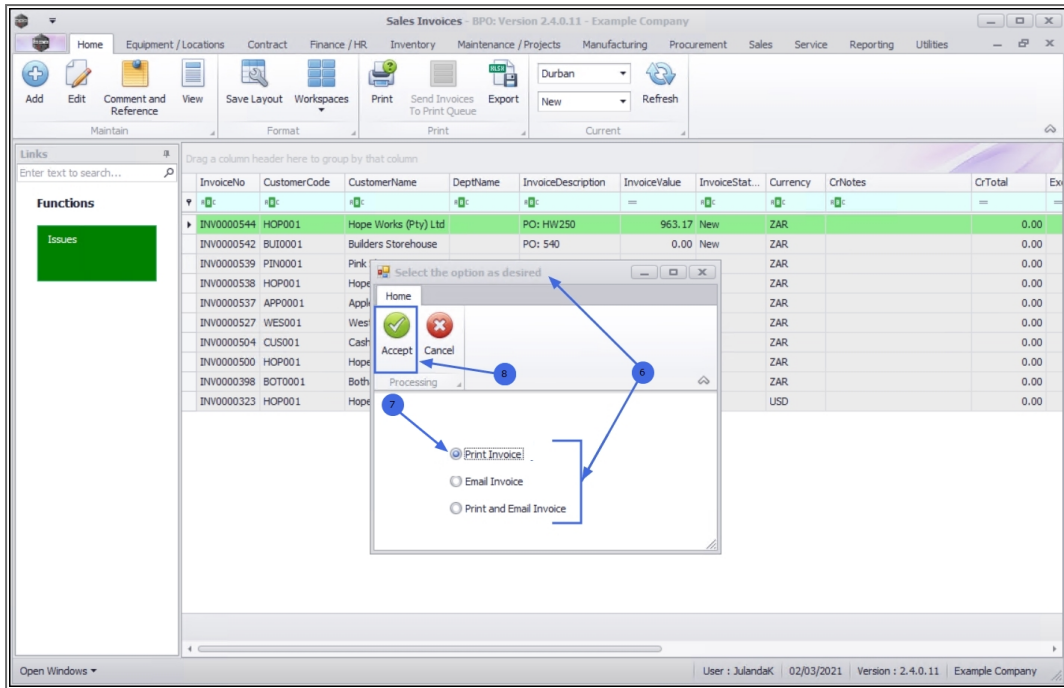 Sales Invoices - BPO: Version 2.4.0.11 - Example Company
Home Equipment / Locations Contract Finance / HR Inventory Maintenance / Projects Manufacturing Procurement Sales Service Reporting Utilities
Add Edit Comment and Reference View Save Layout Workspaces Print Send Invoices To Print Queue Export Durban New Refresh
Maintain Format Print Current
Links
Enter text to search...
Functions
Issues
Drag a column header here to group by that column
InvoiceNo CustomerCode CustomerName DeptName InvoiceDescription InvoiceValue InvoiceStat... Currency CrNotes CrTotal
INV0000544 HOP001 Hope Works (Pty) Ltd PO: HW250 963.17 New ZAR 0.00
INV0000542 BUI0001 Builders Storehouse PO: 540 0.00 New ZAR 0.00
INV0000539 PIN0001 Pink ZAR 0.00
INV0000538 HOP001 Hope ZAR 0.00
INV0000537 APP0001 Apple ZAR 0.00
INV0000527 WES001 West ZAR 0.00
INV0000504 CUS001 Cash ZAR 0.00
INV0000500 HOP001 Hope ZAR 0.00
INV0000398 BOT0001 Both ZAR 0.00
INV0000323 HOP001 Hope USD 0.00
Select the option as desired
Home
Accept Cancel
Processing
8
6
7
Print Invoice
Email Invoice
Print and Email Invoice
Open Windows
User : JulandaK 02/03/2021 Version : 2.4.0.11 Example Company